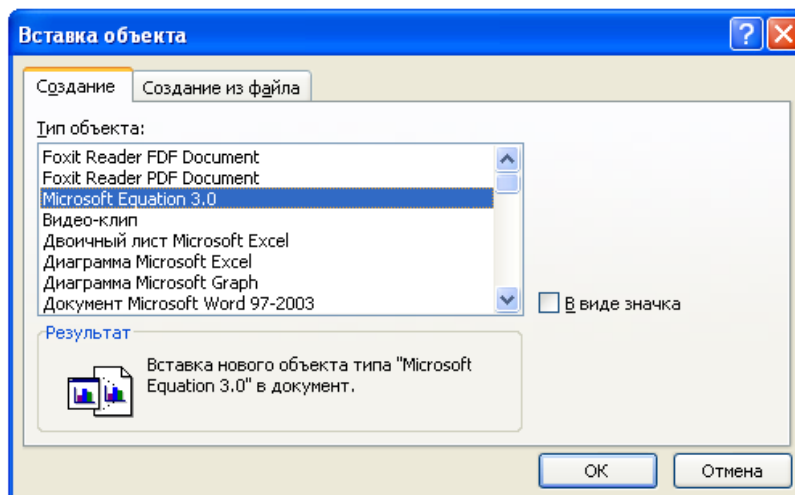 Вставка объекта
Создание
Создание из файла
Тип объекта:
Foxit Reader FDF Document
Foxit Reader PDF Document
Microsoft Equation 3.0
Видео-клип
Двоичный лист Microsoft Excel
Диаграмма Microsoft Excel
Диаграмма Microsoft Graph
Документ Microsoft Word 97-2003
В виде значка
Результат
Вставка нового объекта типа "Microsoft
Equation 3.0" в документ.
ОК
Отмена